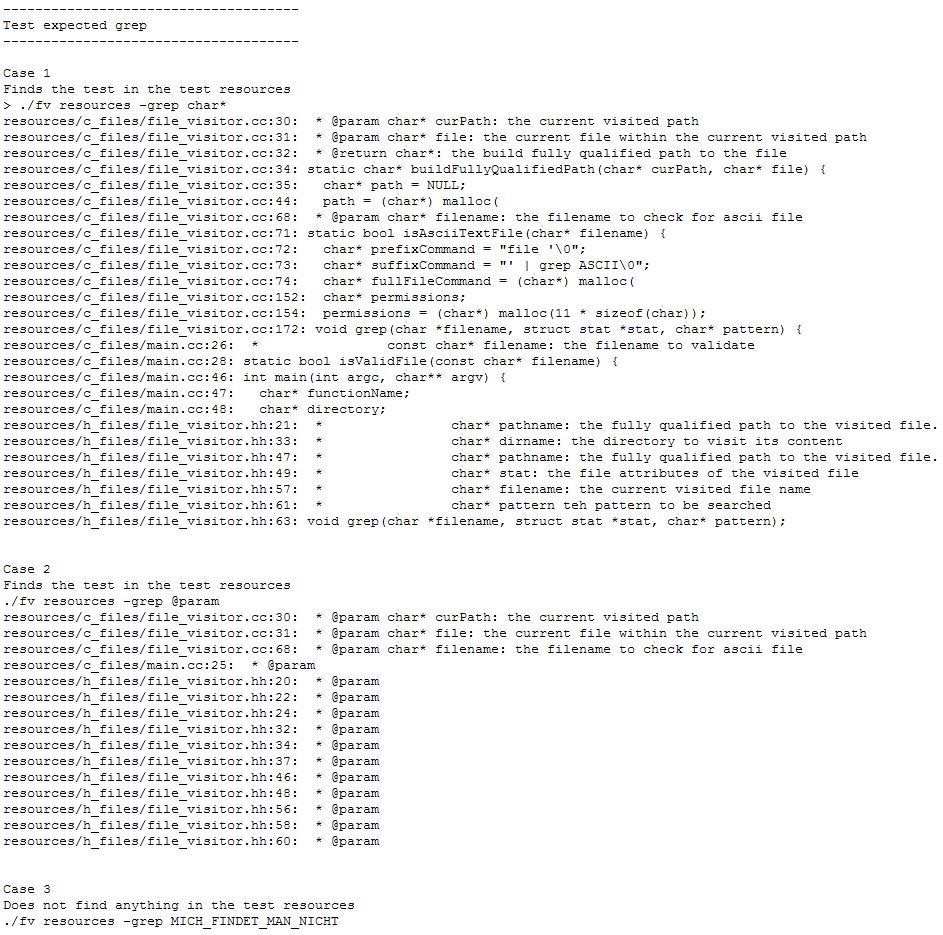 -------------------------------------
Test expected grep
-------------------------------------
Case 1
Finds the test in the test resources
> ./fv resources -grep char*
resources/c_files/file_visitor.cc:30:  * @param char* curPath: the current visited path
resources/c_files/file_visitor.cc:31:  * @param char* file: the current file within the current visited path
resources/c_files/file_visitor.cc:32:  * @return char*: the build fully qualified path to the file
resources/c_files/file_visitor.cc:34: static char* buildFullyQualifiedPath(char* curPath, char* file) {
resources/c_files/file_visitor.cc:35:   char* path = NULL;
resources/c_files/file_visitor.cc:44:   path = (char*) malloc(
resources/c_files/file_visitor.cc:68:  * @param char* filename: the filename to check for ascii file
resources/c_files/file_visitor.cc:71: static bool isAsciiTextFile(char* filename) {
resources/c_files/file_visitor.cc:72:   char* prefixCommand = "file '\0";
resources/c_files/file_visitor.cc:73:   char* suffixCommand = "' | grep ASCII\0";
resources/c_files/file_visitor.cc:74:   char* fullFileCommand = (char*) malloc(
resources/c_files/file_visitor.cc:152:  char* permissions;
resources/c_files/file_visitor.cc:154:  permissions = (char*) malloc(11 * sizeof(char));
resources/c_files/file_visitor.cc:172: void grep(char *filename, struct stat *stat, char* pattern) {
resources/c_files/main.cc:26:  *                const char* filename: the filename to validate
resources/c_files/main.cc:28: static bool isValidFile(const char* filename) {
resources/c_files/main.cc:46: int main(int argc, char** argv) {
resources/c_files/main.cc:47:   char* functionName;
resources/c_files/main.cc:48:   char* directory;
resources/h_files/file_visitor.hh:21:  *                char* pathname: the fully qualified path to the visited file.
resources/h_files/file_visitor.hh:33:  *                char* dirname: the directory to visit its content
resources/h_files/file_visitor.hh:47:  *                char* pathname: the fully qualified path to the visited file.
resources/h_files/file_visitor.hh:49:  *                char* stat: the file attributes of the visited file
resources/h_files/file_visitor.hh:57:  *                char* filename: the current visited file name
resources/h_files/file_visitor.hh:61:  *                char* pattern teh pattern to be searched
resources/h_files/file_visitor.hh:63: void grep(char *filename, struct stat *stat, char* pattern);
Case 2
Finds the test in the test resources
./fv resources -grep @param
resources/c_files/file_visitor.cc:30:  * @param char* curPath: the current visited path
resources/c_files/file_visitor.cc:31:  * @param char* file: the current file within the current visited path
resources/c_files/file_visitor.cc:68:  * @param char* filename: the filename to check for ascii file
resources/c_files/main.cc:25:  * @param
resources/h_files/file_visitor.hh:20:  * @param
resources/h_files/file_visitor.hh:22:  * @param
resources/h_files/file_visitor.hh:24:  * @param
resources/h_files/file_visitor.hh:32:  * @param
resources/h_files/file_visitor.hh:34:  * @param
resources/h_files/file_visitor.hh:37:  * @param
resources/h_files/file_visitor.hh:46:  * @param
resources/h_files/file_visitor.hh:48:  * @param
resources/h_files/file_visitor.hh:56:  * @param
resources/h_files/file_visitor.hh:58:  * @param
resources/h_files/file_visitor.hh:60:  * @param
Case 3
Does not find anything in the test resources
./fv resources -grep MICH_FINDET_MAN_NICHT